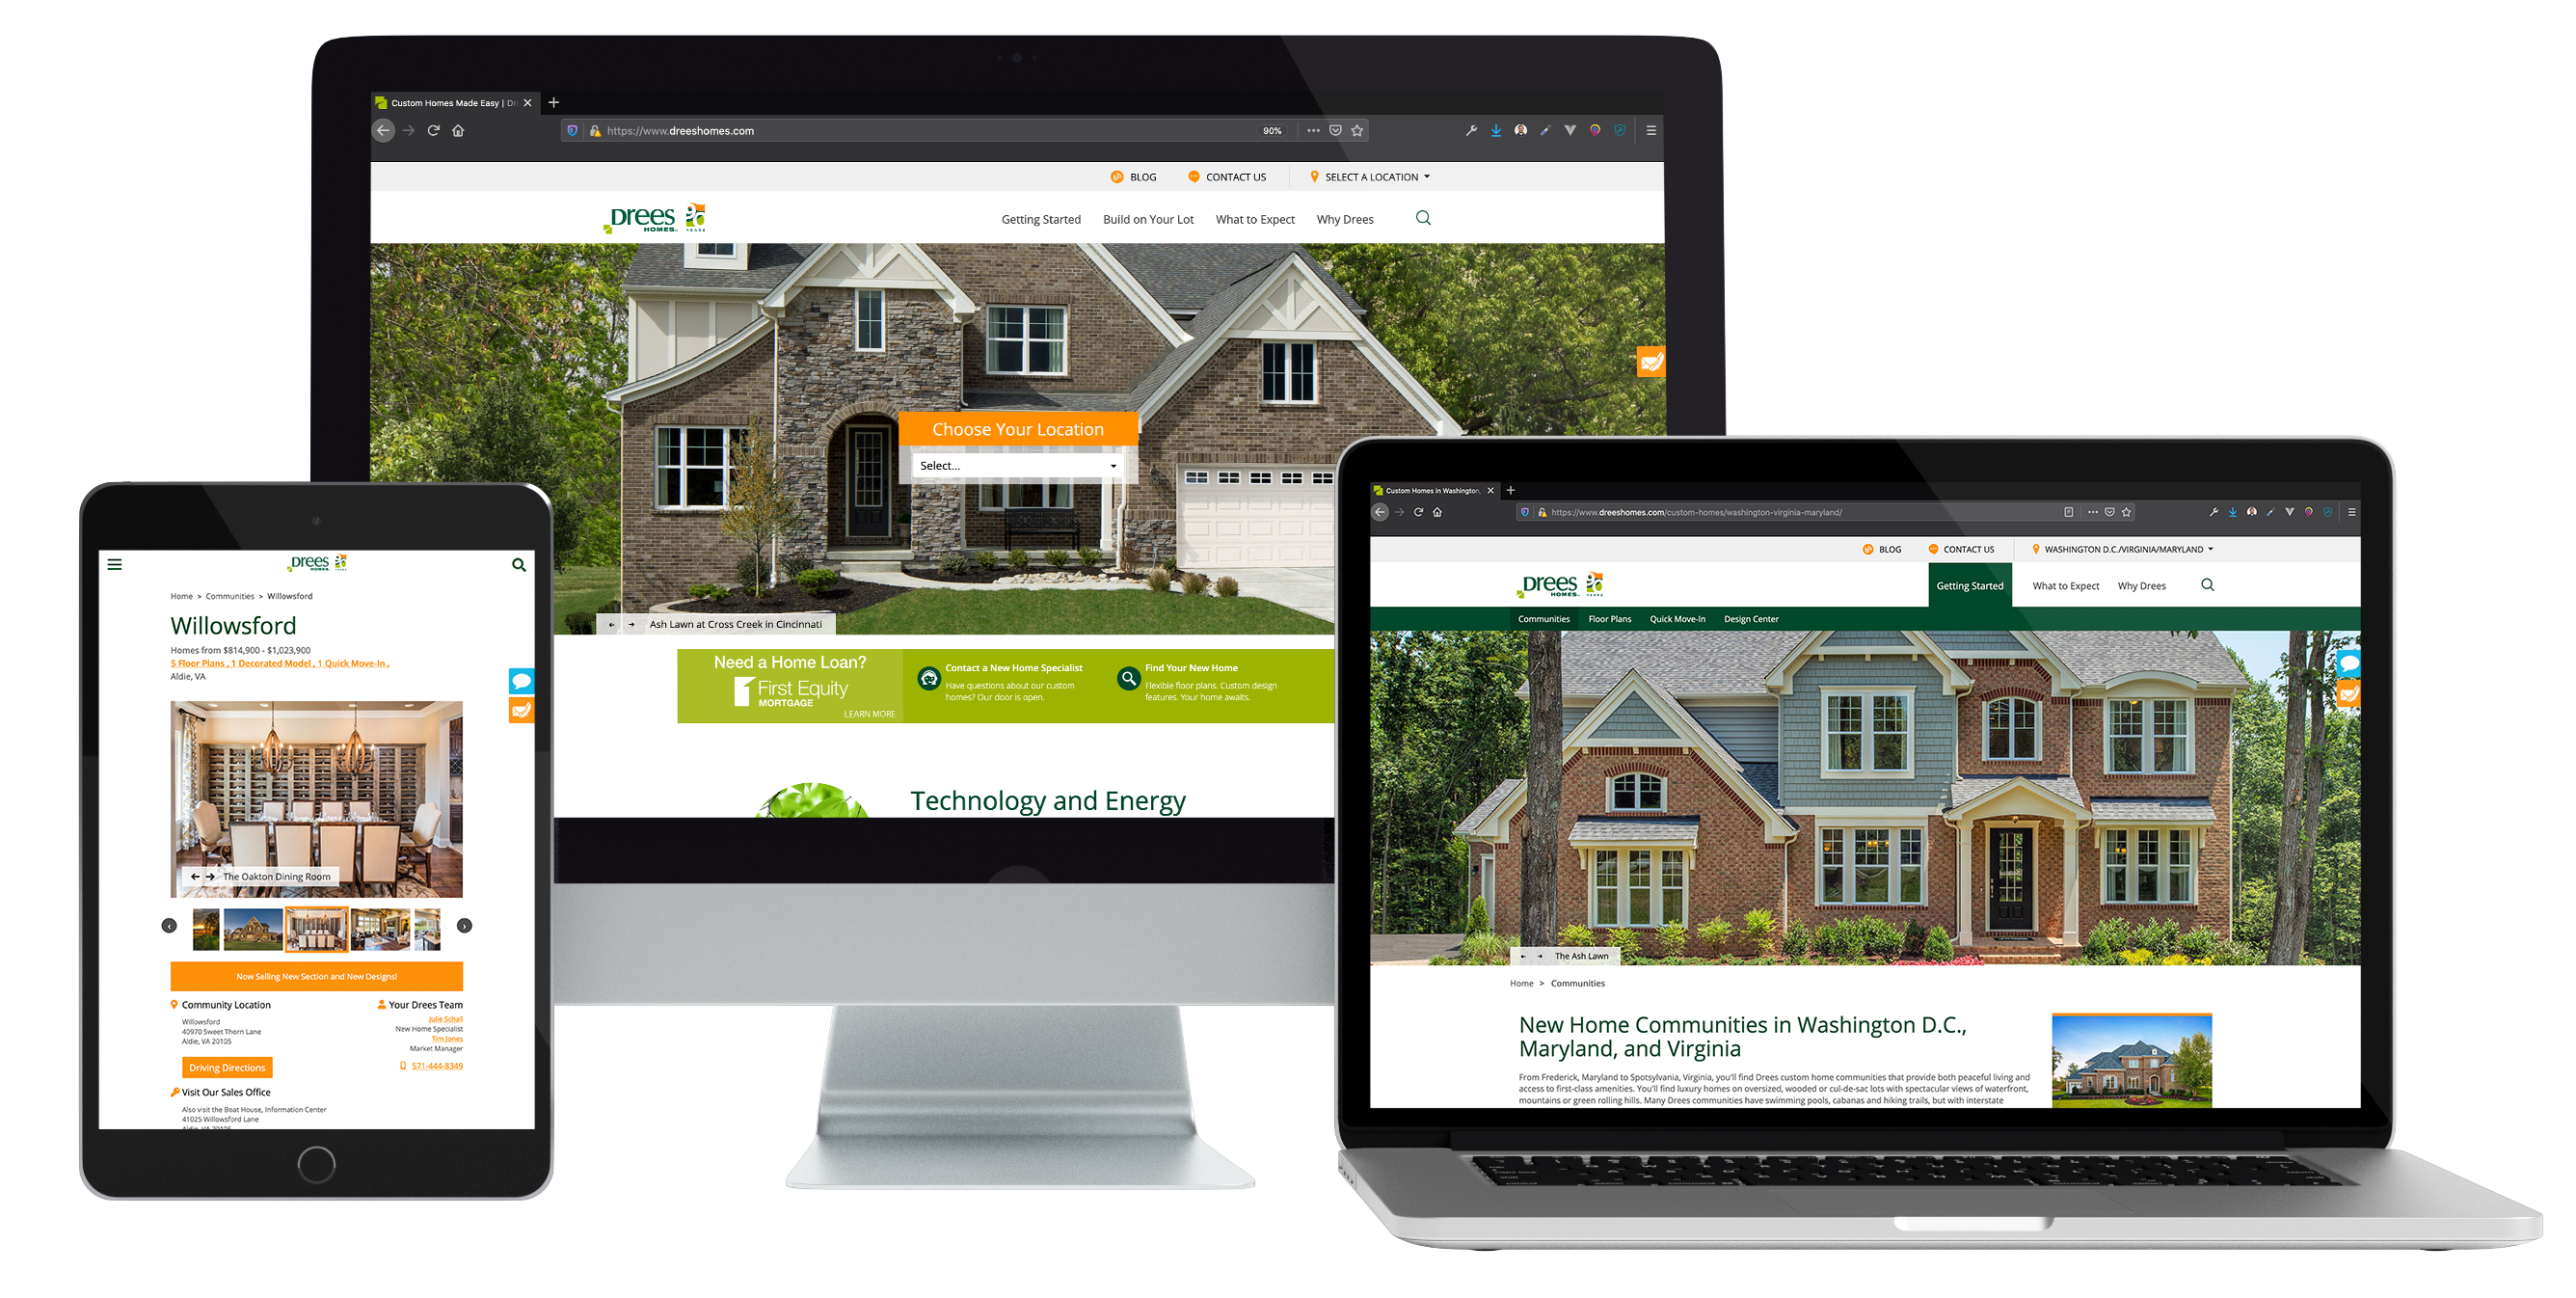 Custom Homes Made Easy | Dre
https://www.dreeshomes.com
90%
BLOG
CONTACT US
SELECT A LOCATION
Drees
HOMES
YEARS
Getting Started
Build on Your Lot
What to Expect
Why Drees
Choose Your Location
Select...
Ash Lawn at Cross Creek in Cincinnati
Need a Home Loan?
First Equity
MORTGAGE
LEARN MORE
Contact a New Home Specialist
Have questions about our custom
homes? Our door is open.
Find Your New Home
Flexible floor plans. Custom design
features. Your home awaits.
Technology and Energy
Drees
HOMES
Home > Communities > Willowsford
Willowsford
Homes from $814,900 - $1,023,900
5 Floor Plans , 1 Decorated Model , 1 Quick Move-In ,
Aldie, VA
The Oakton Dining Room
Now Selling New Section and New Designs!
Community Location
Willowsford
40970 Sweet Thorn Lane
Aldie, VA 20105
Driving Directions
Your Drees Team
Julie Schall
New Home Specialist
Tim Jones
Market Manager
571-444-8349
Visit Our Sales Office
Also visit the Boat House, Information Center
41025 Willowsford Lane
Aldie, VA 20105
Custom Homes in Washington,
https://www.dreeshomes.com/custom-homes/washington-virginia-maryland/
BLOG
CONTACT US
WASHINGTON D.C./VIRGINIA/MARYLAND
Drees
HOMES
YEARS
Getting Started
What to Expect
Why Drees
Communities
Floor Plans
Quick Move-In
Design Center
The Ash Lawn
Home > Communities
New Home Communities in Washington D.C.,
Maryland, and Virginia
From Frederick, Maryland to Spotsylvania, Virginia, you'll find Drees custom home communities that provide both peaceful living and
access to first-class amenities. You'll find luxury homes on oversized, wooded or cul-de-sac lots with spectacular views of waterfront,
mountains or green rolling hills. Many Drees communities have swimming pools, cabanas and hiking trails, but with interstate